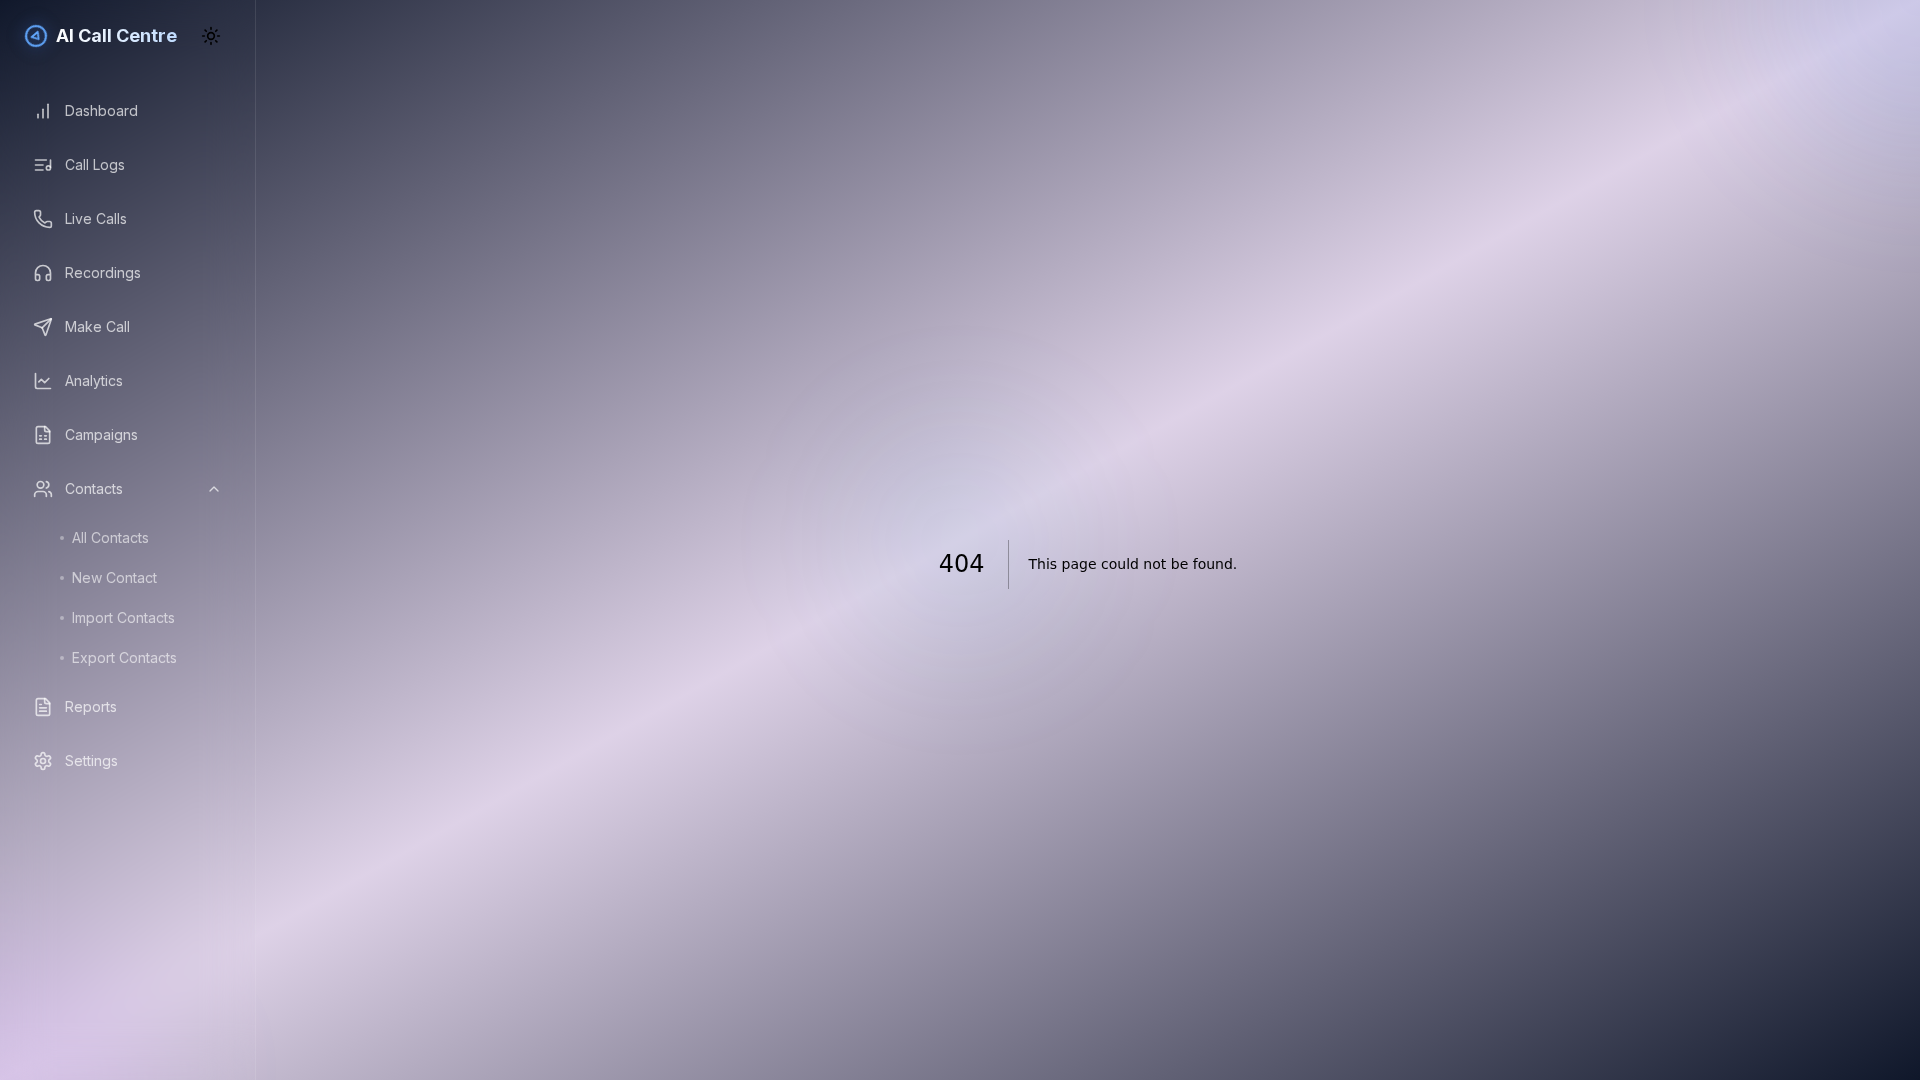 AI Call Centre
Dashboard
Call Logs
Live Calls
Recordings
Make Call
Analytics
Campaigns
Contacts
All Contacts
New Contact
Import Contacts
Export Contacts
Reports
Settings
404
This page could not be found.